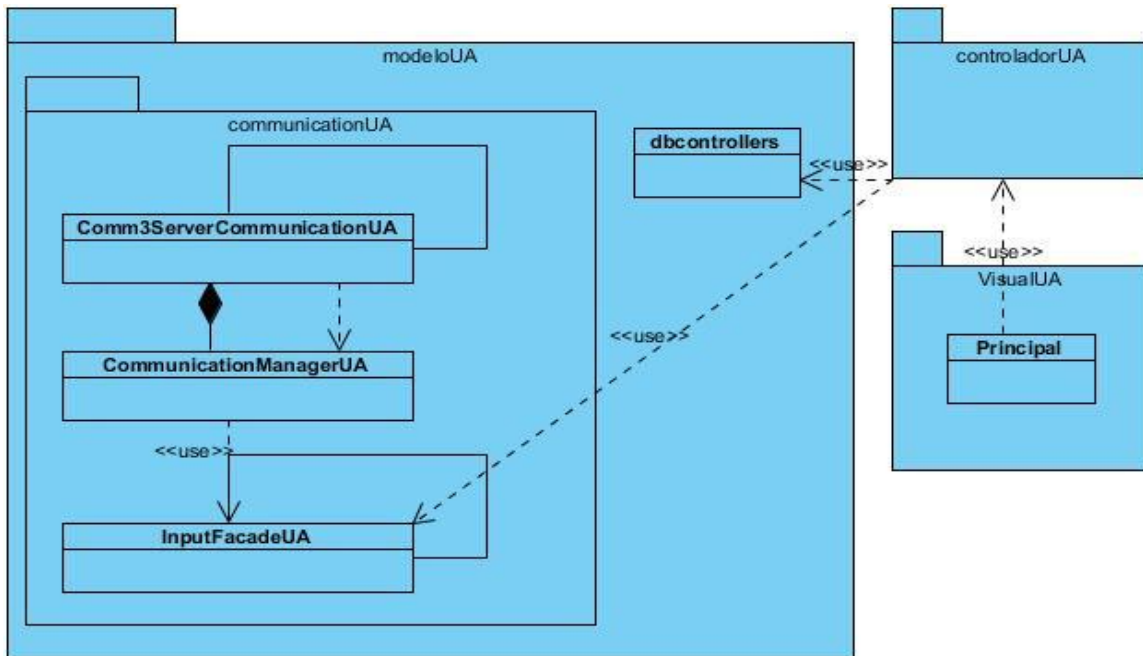 modeloUA
controladorUA
communicationUA
dbcontrollers
<<use>>
Comm3ServerCommunicationUA
<<use>>
VisualUA
<<use>>
Principal
CommunicationManagerUA
<<use>>
InputFacadeUA